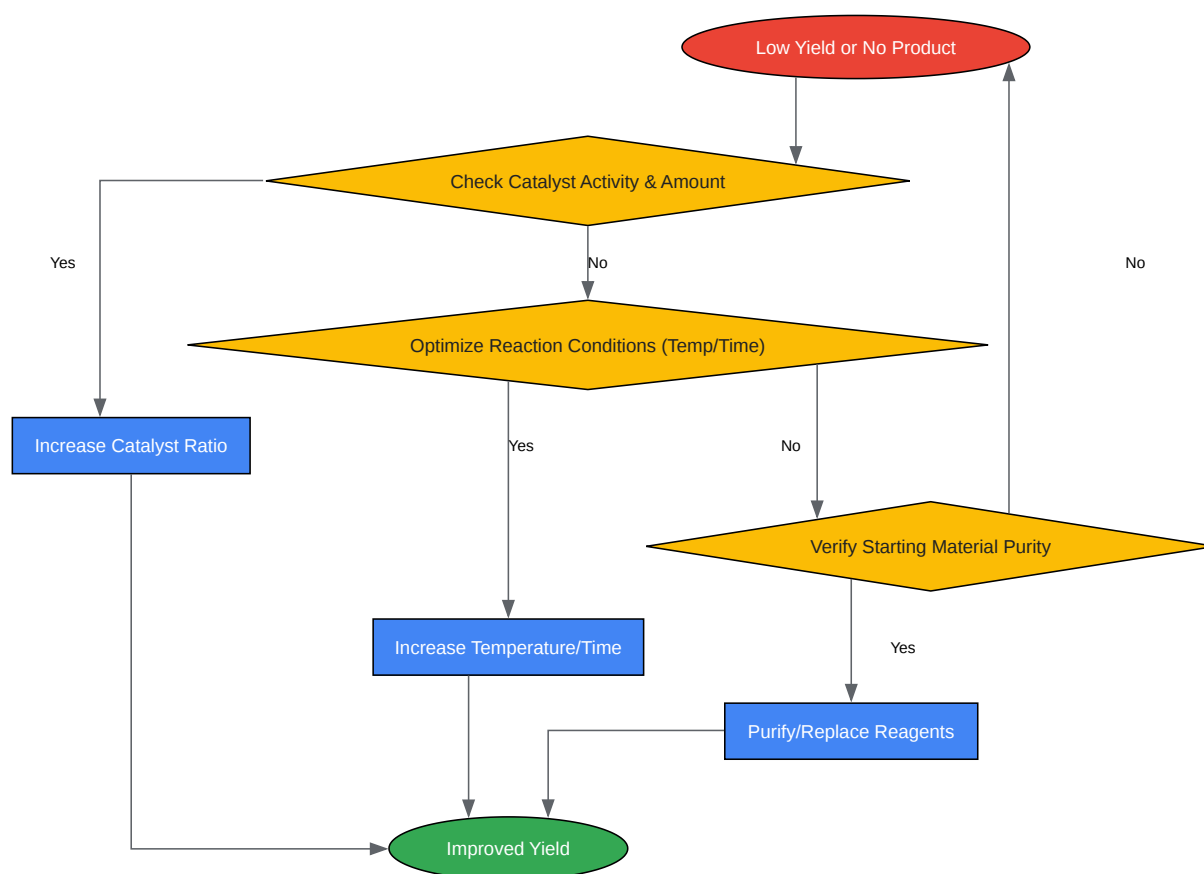 Low Yield or No Product
Check Catalyst Activity & Amount
Yes
No
No
Optimize Reaction Conditions (Temp/Time)
Increase Catalyst Ratio
Yes
No
Verify Starting Material Purity
Increase Temperature/Time
Yes
Purify/Replace Reagents
Improved Yield